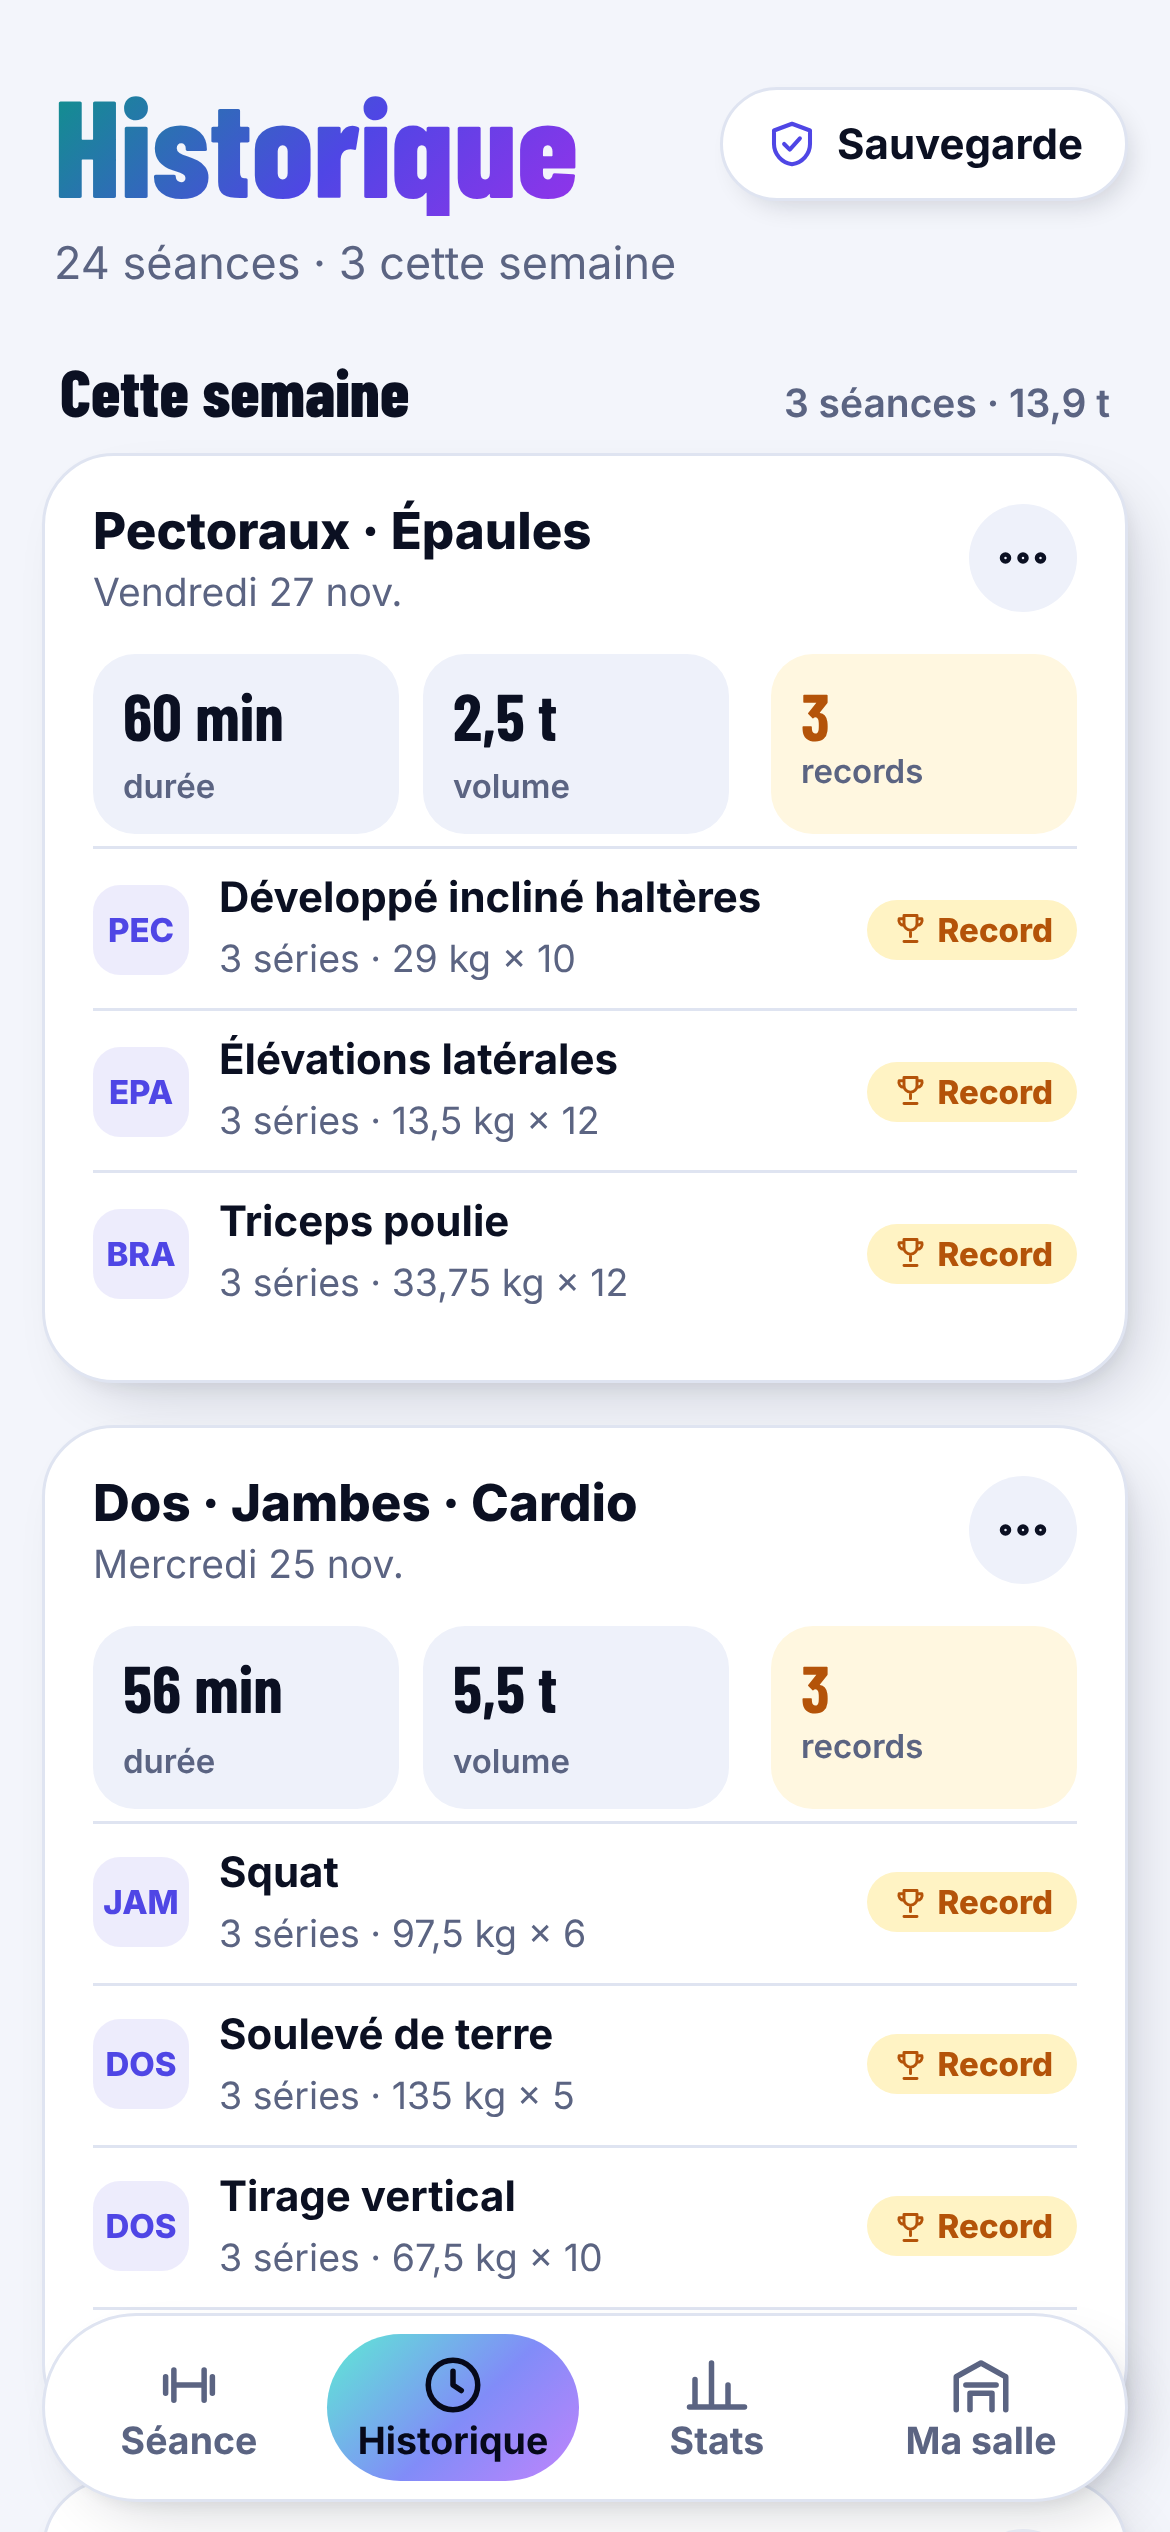 Historique
Sauvegarde
24 séances · 3 cette semaine
Cette semaine
3 séances · 13,9 t
Pectoraux · Épaules
Vendredi 27 nov.
60 min
durée
2,5 t
volume
3
records
PEC
Développé incliné haltères
3 séries · 29 kg × 10
Record
EPA
Élévations latérales
3 séries · 13,5 kg × 12
Record
BRA
Triceps poulie
3 séries · 33,75 kg × 12
Record
Dos · Jambes · Cardio
Mercredi 25 nov.
56 min
durée
5,5 t
volume
3
records
JAM
Squat
3 séries · 97,5 kg × 6
Record
DOS
Soulevé de terre
3 séries · 135 kg × 5
Record
DOS
Tirage vertical
3 séries · 67,5 kg × 10
Record
Séance
Historique
Stats
Ma salle